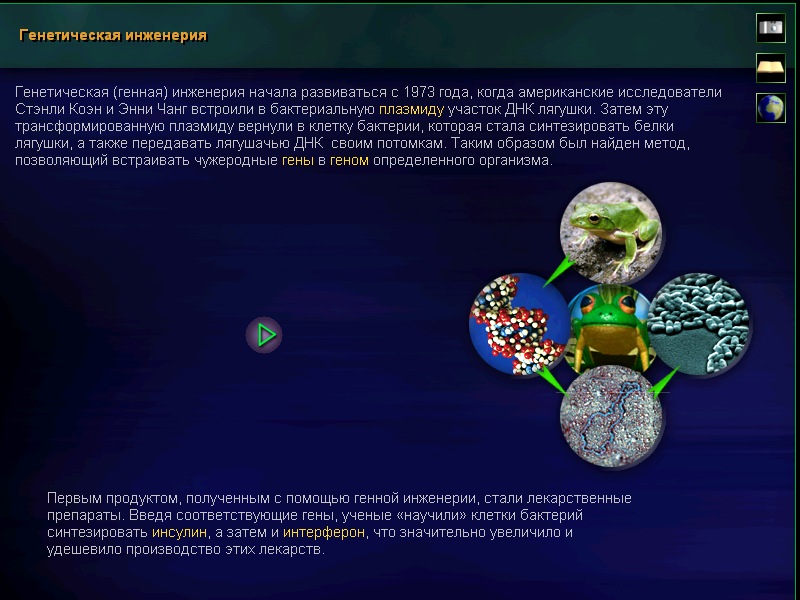 Генетическая инженерия
Генетическая (генная) инженерия начала развиваться с 1973 года, когда американские исследователи
Стэнли Коэн и Энни Чанг встроили в бактериальную плазмиду участок ДНК лягушки. Затем эту
трансформированную плазмиду вернули в клетку бактерии, которая стала синтезировать белки
лягушки, а также передавать лягушачью ДНК своим потомкам. Таким образом был найден метод,
позволяющий встраивать чужеродные гены в геном определенного организма.
Первым продуктом, полученным с помощью генной инженерии, стали лекарственные
препараты. Введя соответствующие гены, ученые «научили» клетки бактерий
синтезировать инсулин, а затем и интерферон, что значительно увеличило и
удешевило производство этих лекарств.